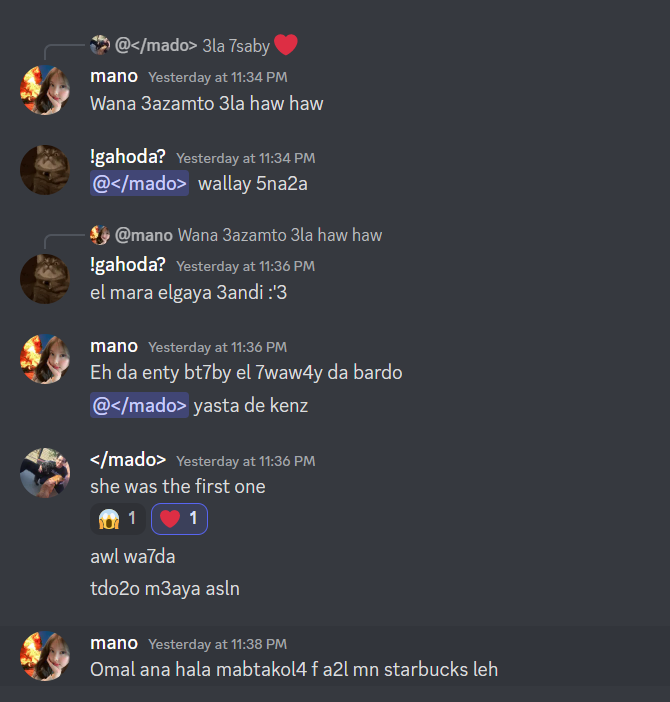 @</mado> 3la 7saby ❤️
mano Yesterday at 11:34 PM
Wana 3azamto 3la haw haw
!gahoda? Yesterday at 11:34 PM
@</mado> wallay 5na2a
@mano Wana 3azamto 3la haw haw
!gahoda? Yesterday at 11:36 PM
el mara elgaya 3andi :'3
mano Yesterday at 11:36 PM
Eh da enty bt7by el 7waw4y da bardo
@</mado> yasta de kenz
</mado> Yesterday at 11:36 PM
she was the first one
😱 1 ❤️ 1
awl wa7da
tdo2o m3aya asln
mano Yesterday at 11:38 PM
Omal ana hala mabtakol4 f a2l mn starbucks leh